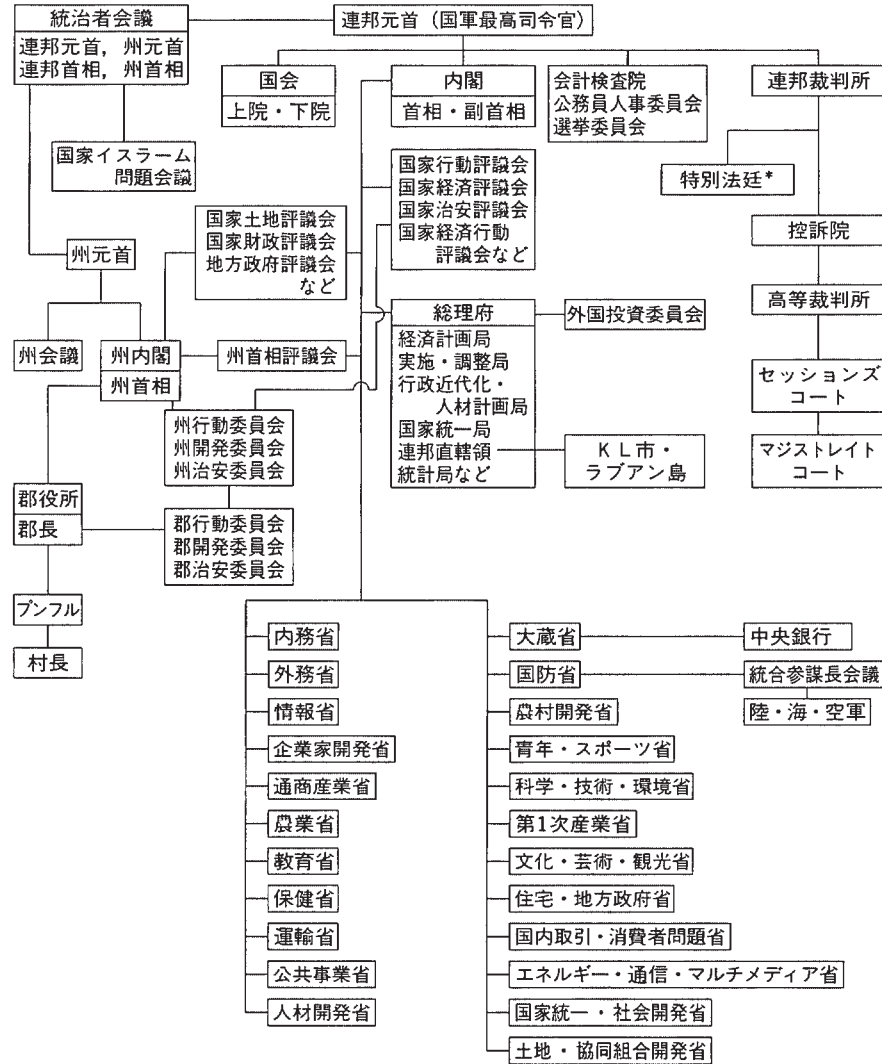 統治者会議
連邦元首，州元首
連邦首相，州首相
連邦元首（国軍最高司令官）
国会
上院・下院
内閣
首相・副首相
会計検査院
公務員人事委員会
選挙委員会
連邦裁判所
国家イスラーム
問題会議
特別法廷*
国家行動評議会
国家経済評議会
国家治安評議会
国家経済行動
評議会など
国家土地評議会
国家財政評議会
地方政府評議会
など
州元首
控訴院
高等裁判所
総理府
経済計画局
実施・調整局
行政近代化・
人材計画局
国家統一局
連邦直轄領
統計局など
外国投資委員会
州会議
州内閣
州首相
州首相評議会
セッションズ
コート
州行動委員会
州開発委員会
州治安委員会
KL市・
ラブアン島
マジストレイト
コート
郡役所
郡長
郡行動委員会
郡開発委員会
郡治安委員会
プンフル
村長
内務省
外務省
情報省
企業家開発省
通商産業省
農業省
教育省
保健省
運輸省
公共事業省
人材開発省
大蔵省
中央銀行
国防省
統合参謀長会議
陸・海・空軍
農村開発省
青年・スポーツ省
科学・技術・環境省
第1次産業省
文化・芸術・観光省
住宅・地方政府省
国内取引・消費者問題省
エネルギー・通信・マルチメディア省
国家統一・社会開発省
土地・協同組合開発省